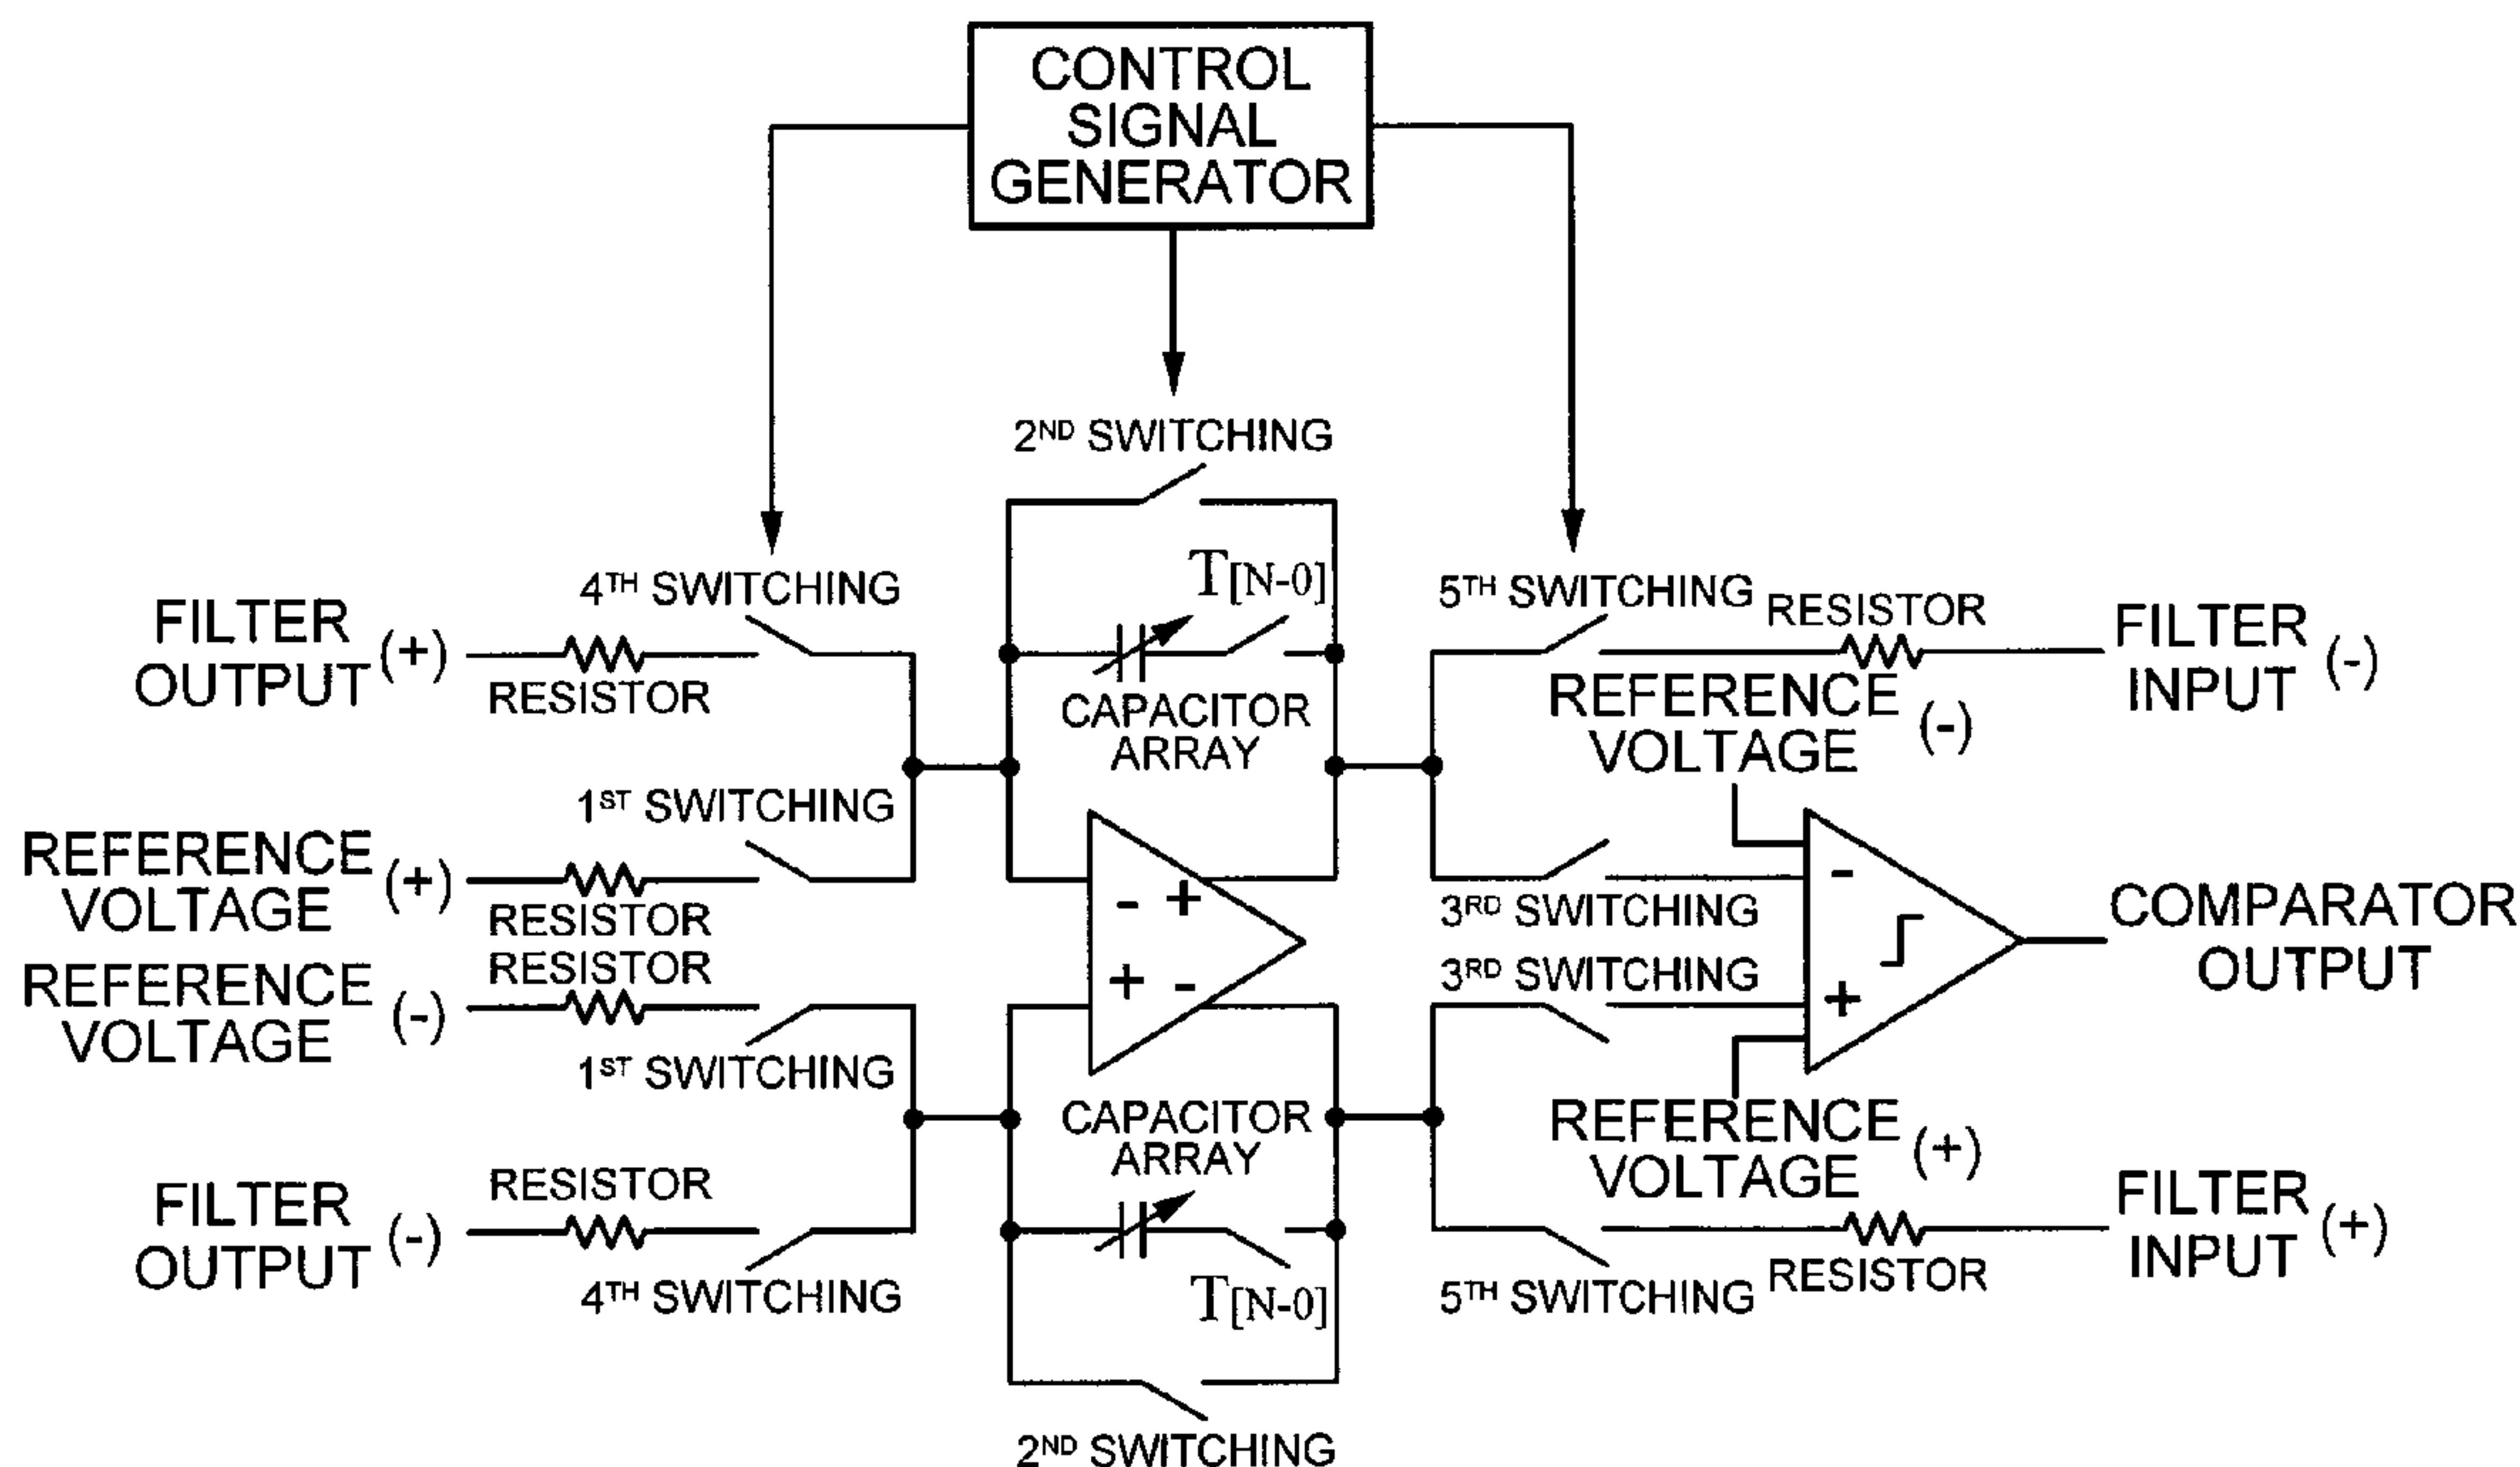 CONTROL
SIGNAL
GENERATOR
2ND SWITCHING
T[N-0]
4TH SWITCHING
5TH SWITCHING
RESISTOR
FILTER
OUTPUT (+)
RESISTOR
FILTER
INPUT (-)
CAPACITOR
ARRAY
REFERENCE
VOLTAGE (-)
1ST SWITCHING
REFERENCE
VOLTAGE (+)
RESISTOR
- +
+ -
3RD SWITCHING
-
+
COMPARATOR
OUTPUT
RESISTOR
REFERENCE
VOLTAGE (-)
3RD SWITCHING
1ST SWITCHING
CAPACITOR
ARRAY
REFERENCE
VOLTAGE (+)
RESISTOR
FILTER
OUTPUT (-)
4TH SWITCHING
T[N-0]
5TH SWITCHING
RESISTOR
FILTER
INPUT (+)
2ND SWITCHING